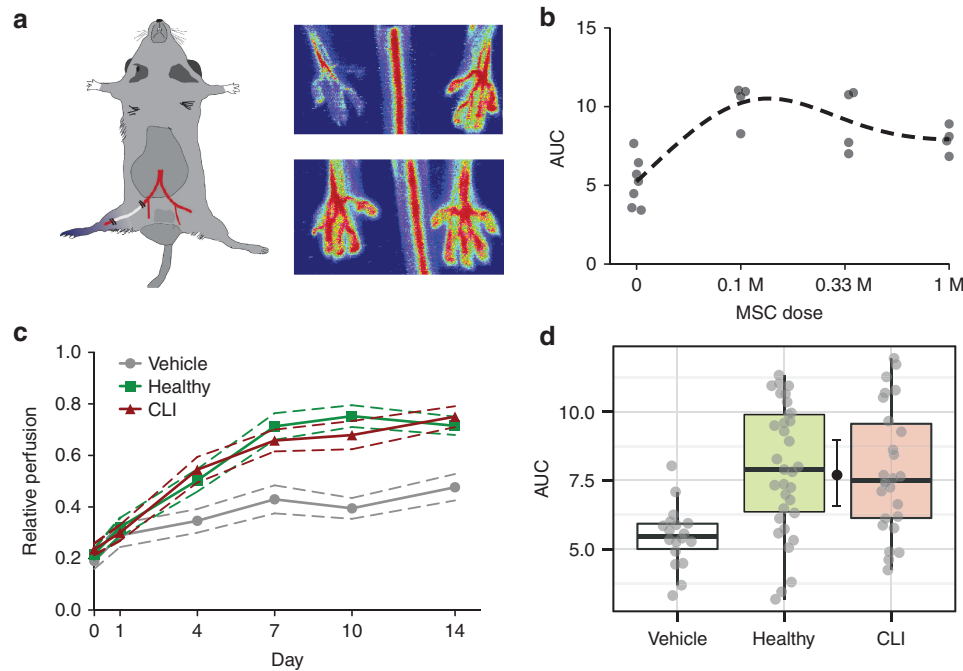 a
b
15
10
5
0
AUC
0
0.1 M
0.33 M
1 M
MSC dose
c
1.0
0.8
0.6
0.4
0.2
0.0
Relative perfusion
Vehicle
Healthy
CLI
0
1
4
7
10
14
Day
d
10.0
7.5
5.0
AUC
Vehicle
Healthy
CLI